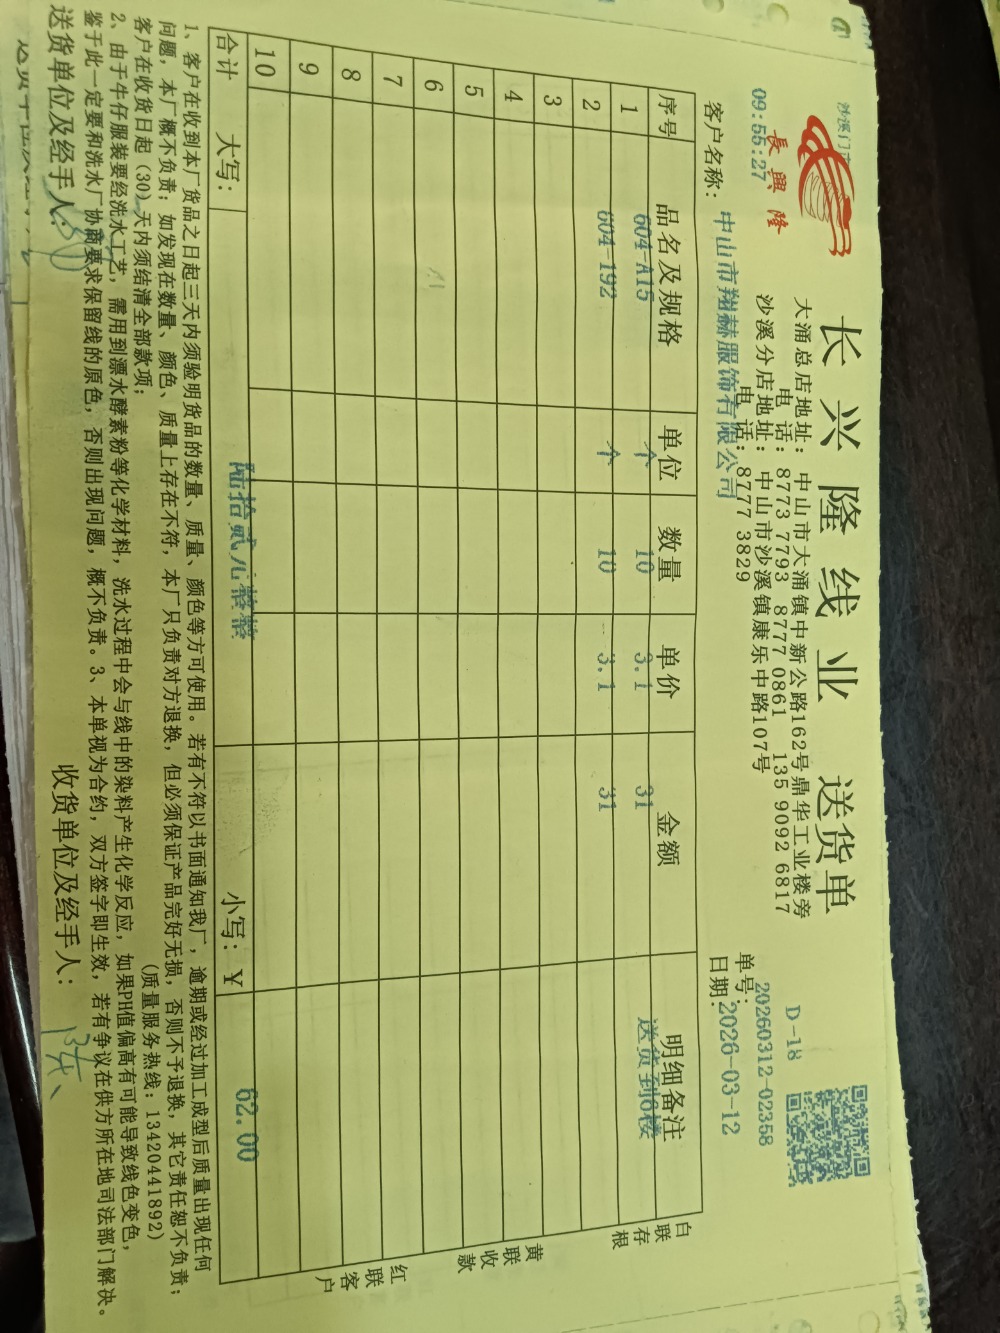 沙溪门市
長興隆
09:55:27
长兴隆线业 送货单
大涌总店地址: 中山市大涌镇中新公路162号鼎华工业楼旁
电 话: 8773 7793 8777 0861 135 9092 6817
沙溪分店地址: 中山市沙溪镇康乐中路107号
电 话: 8777 3829
D-18
单号: 20260312-02358
日期: 2026-03-12
客户名称: 中山市翔赫服饰有限公司
序号 品名及规格 单位 数量 单价 金额 明细备注
1 604-A15 个 10 3.1 31 送货到6楼
2 604-192 个 10 3.1 31
3
4
5
6
7
8
9
10
合计 大写: 陆拾贰元整整 小写: ¥ 62.00
白联存根
黄联收款
红联客户
1、客户在收到本厂货品之日起三天内须验明货品的数量、质量、颜色等方可使用。若有不符以书面通知我厂,逾期或经过加工成型后质量出现任何
问题,本厂概不负责;如发现在数量、颜色、质量上存在不符,本厂只负责对方退换,但必须保证产品完好无损,否则不予退换,其它责任恕不负责;
客户在收货日起(30)天内须结清全部款项; (质量服务热线:13420441892)
2、由于牛仔服装要经洗水工艺,需用到漂水酵素粉等化学材料,洗水过程中会与线中的染料产生化学反应,如果PH值偏高有可能导致线色变色,
鉴于此一定要和洗水厂协商要求保留线的原色,否则出现问题,概不负责。3、本单视为合约,双方签字即生效,若有争议在供方所在地司法部门解决。
送货单位及经手人: 收货单位及经手人: